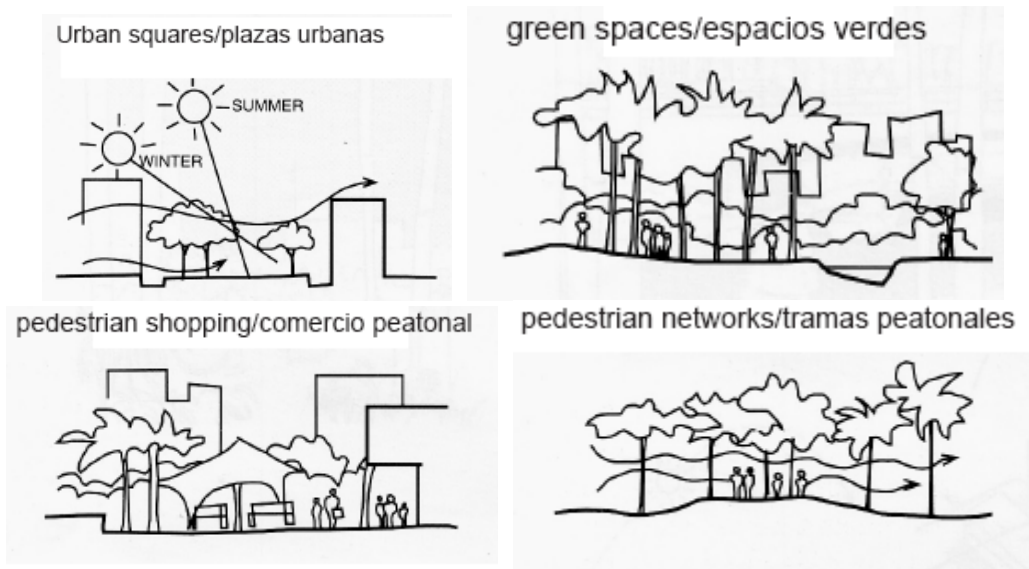 Urban squares/plazas urbanas
green spaces/espacios verdes
SUMMER
WINTER
pedestrian shopping/comercio peatonal
pedestrian networks/tramas peatonales